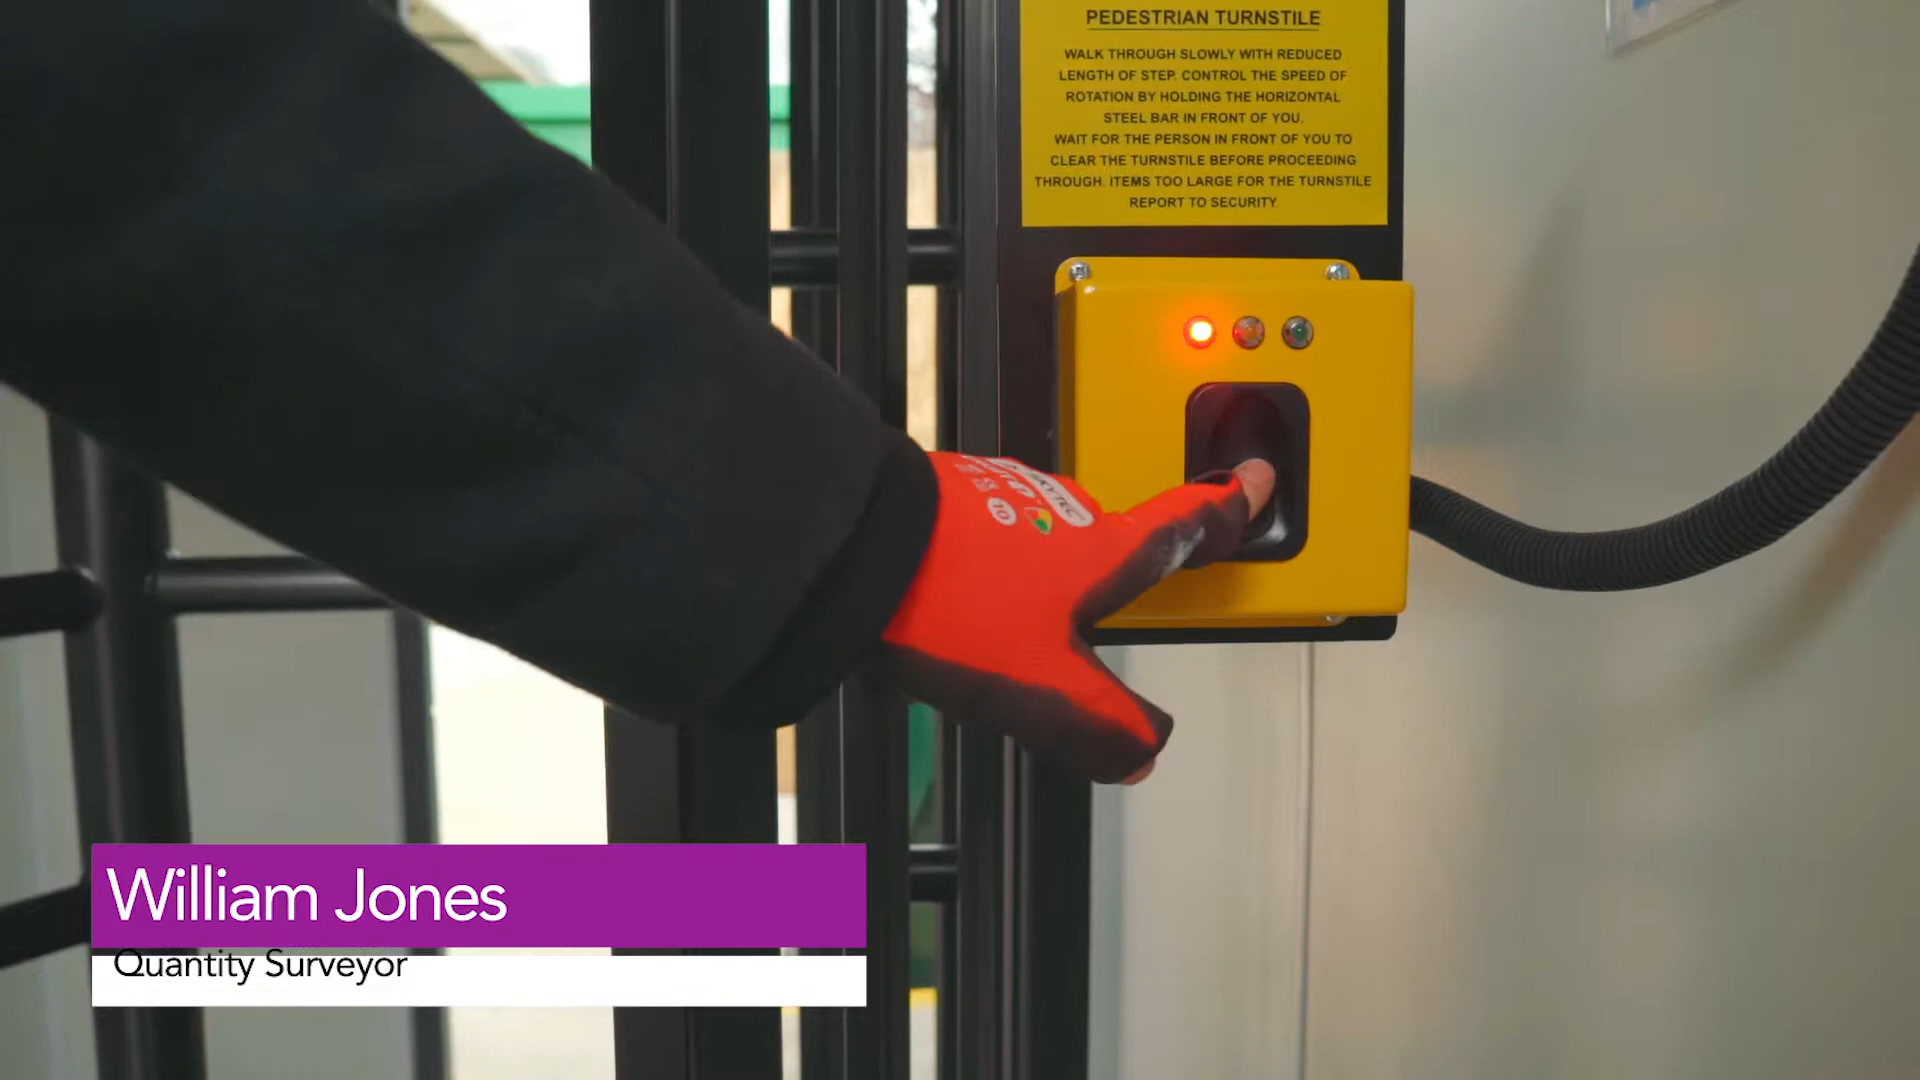 PEDESTRIAN TURNSTILE
WALK THROUGH SLOWLY WITH REDUCED
LENGTH OF STEP. CONTROL THE SPEED OF
ROTATION BY HOLDING THE HORIZONTAL
STEEL BAR IN FRONT OF YOU.
WAIT FOR THE PERSON IN FRONT OF YOU TO
CLEAR THE TURNSTILE BEFORE PROCEEDING
THROUGH. ITEMS TOO LARGE FOR THE TURNSTILE
REPORT TO SECURITY.
10
William Jones
Quantity Surveyor